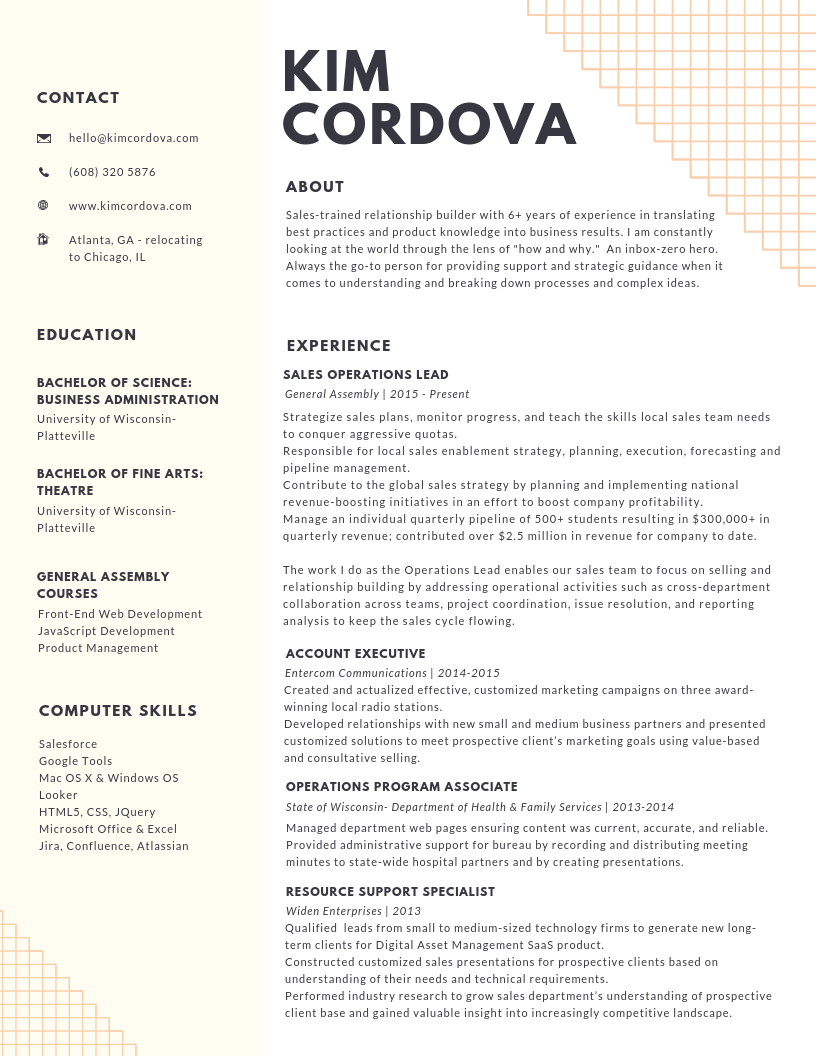 KIM
CORDOVA
CONTACT
hello@kimcordova.com
(608) 320 5876
www.kimcordova.com
Atlanta, GA - relocating
to Chicago, IL
EDUCATION
BACHELOR OF SCIENCE:
BUSINESS ADMINISTRATION
University of Wisconsin-
Platteville
BACHELOR OF FINE ARTS:
THEATRE
University of Wisconsin-
Platteville
GENERAL ASSEMBLY
COURSES
Front-End Web Development
JavaScript Development
Product Management
COMPUTER SKILLS
Salesforce
Google Tools
Mac OS X & Windows OS
Looker
HTML5, CSS, JQuery
Microsoft Office & Excel
Jira, Confluence, Atlassian
ABOUT
Sales-trained relationship builder with 6+ years of experience in translating
best practices and product knowledge into business results. I am constantly
looking at the world through the lens of "how and why."  An inbox-zero hero.
Always the go-to person for providing support and strategic guidance when it
comes to understanding and breaking down processes and complex ideas.
EXPERIENCE
SALES OPERATIONS LEAD
General Assembly | 2015 - Present
Strategize sales plans, monitor progress, and teach the skills local sales team needs
to conquer aggressive quotas.
Responsible for local sales enablement strategy, planning, execution, forecasting and
pipeline management.
Contribute to the global sales strategy by planning and implementing national
revenue-boosting initiatives in an effort to boost company profitability.
Manage an individual quarterly pipeline of 500+ students resulting in $300,000+ in
quarterly revenue; contributed over $2.5 million in revenue for company to date.
The work I do as the Operations Lead enables our sales team to focus on selling and
relationship building by addressing operational activities such as cross-department
collaboration across teams, project coordination, issue resolution, and reporting
analysis to keep the sales cycle flowing.
ACCOUNT EXECUTIVE
Entercom Communications | 2014-2015
Created and actualized effective, customized marketing campaigns on three award-
winning local radio stations.
Developed relationships with new small and medium business partners and presented
customized solutions to meet prospective client's marketing goals using value-based
and consultative selling.
OPERATIONS PROGRAM ASSOCIATE
State of Wisconsin- Department of Health & Family Services | 2013-2014
Managed department web pages ensuring content was current, accurate, and reliable.
Provided administrative support for bureau by recording and distributing meeting
minutes to state-wide hospital partners and by creating presentations.
RESOURCE SUPPORT SPECIALIST
Widen Enterprises | 2013
Qualified  leads from small to medium-sized technology firms to generate new long-
term clients for Digital Asset Management SaaS product.
Constructed customized sales presentations for prospective clients based on
understanding of their needs and technical requirements.
Performed industry research to grow sales department's understanding of prospective
client base and gained valuable insight into increasingly competitive landscape.